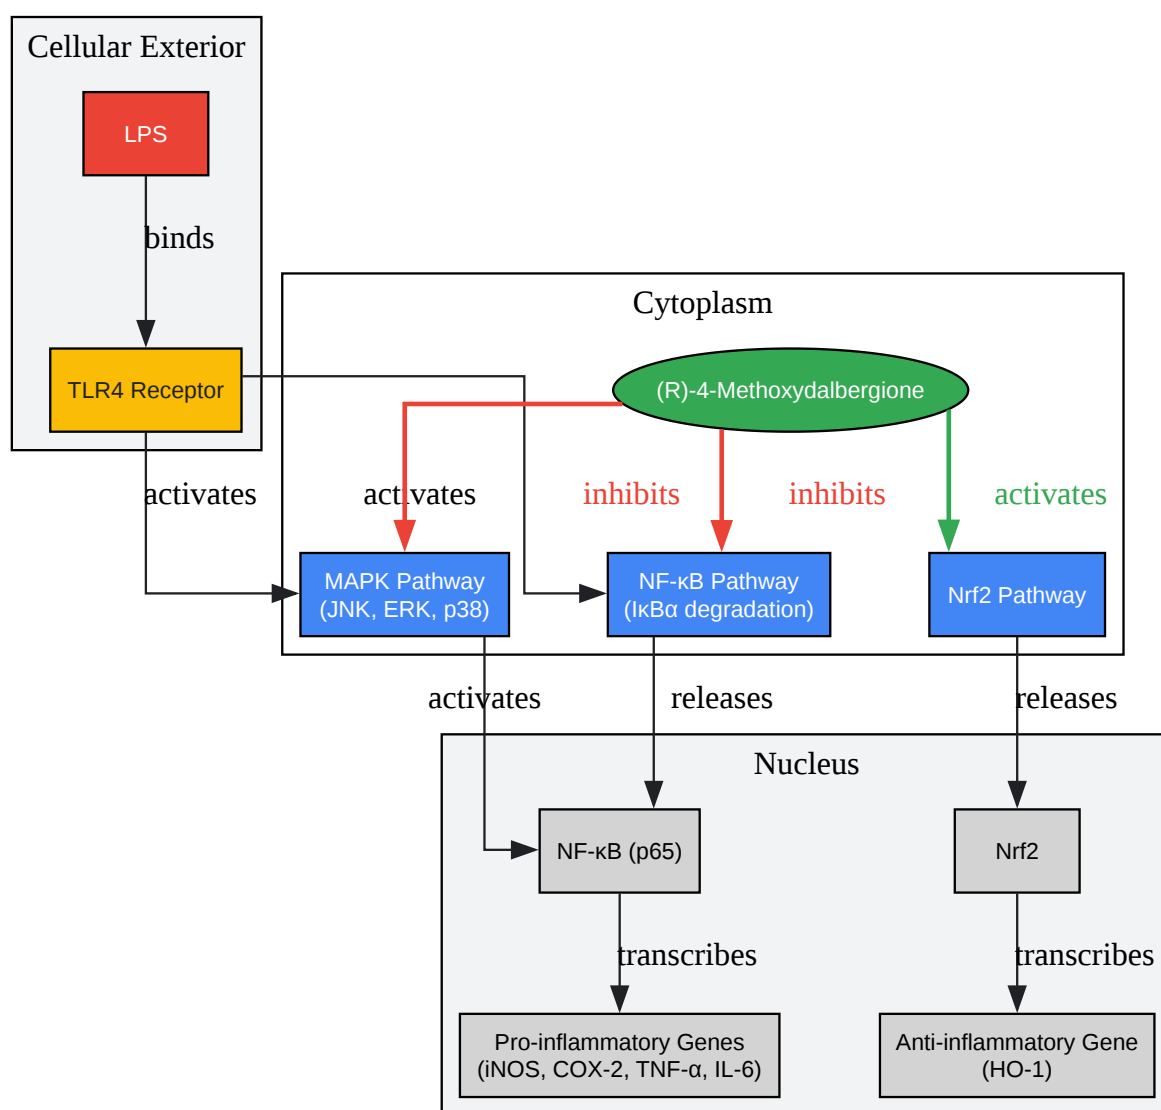 Cellular Exterior
LPS
binds
Cytoplasm
TLR4 Receptor
(R)-4-Methoxydalbergione
activates
activates
inhibits
inhibits
activates
MAPK Pathway
(JNK, ERK, p38)
NF-κB Pathway
(IκBα degradation)
Nrf2 Pathway
activates
releases
releases
Nucleus
NF-κB (p65)
Nrf2
transcribes
transcribes
Pro-inflammatory Genes
(iNOS, COX-2, TNF-α, IL-6)
Anti-inflammatory Gene
(HO-1)